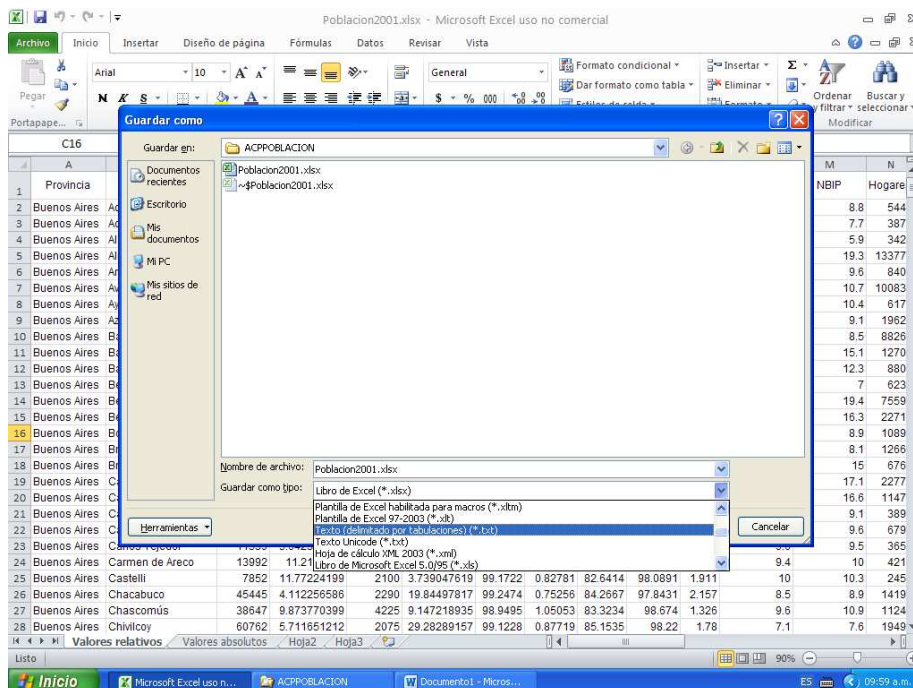 Poblacion2001.xlsx - Microsoft Excel uso no comercial
Archivo Inicio Insertar Diseño de página Fórmulas Datos Revisar Vista
Pegar
Portapape...
Arial 10
N K S
General
$ % 000
Formato condicional
Dar formato como tabla
Estilos de celda
Insertar
Eliminar
Formato
Ordenar y filtrar
Buscar y seleccionar
Modificar
C16
Guardar como
Guardar en: ACPPOBLACION
Documentos recientes
Escritorio
Mis documentos
Mi PC
Mis sitios de red
Poblacion2001.xlsx
~$Poblacion2001.xlsx
Nombre de archivo: Poblacion2001.xlsx
Guardar como tipo: Libro de Excel (*.xlsx)
Plantilla de Excel habilitada para macros (*.xltm)
Plantilla de Excel 97-2003 (*.xlt)
Texto (delimitado por tabulaciones) (*.txt)
Texto Unicode (*.txt)
Hoja de cálculo XML 2003 (*.xml)
Libro de Microsoft Excel 5.0/95 (*.xls)
Herramientas
Cancelar
A M N
1 Provincia NBIP Hogare
2 Buenos Aires 8.8 544
3 Buenos Aires 7.7 387
4 Buenos Aires 5.9 342
5 Buenos Aires 19.3 13377
6 Buenos Aires 9.6 840
7 Buenos Aires 10.7 10083
8 Buenos Aires 10.4 617
9 Buenos Aires 9.1 1962
10 Buenos Aires 8.5 8826
11 Buenos Aires 15.1 1270
12 Buenos Aires 12.3 880
13 Buenos Aires 7 623
14 Buenos Aires 19.4 7559
15 Buenos Aires 16.3 2271
16 Buenos Aires 8.9 1089
17 Buenos Aires 8.1 1266
18 Buenos Aires 15 676
19 Buenos Aires 17.1 2277
20 Buenos Aires 16.6 1147
21 Buenos Aires 9.1 389
22 Buenos Aires 9.6 679
23 Buenos Aires 9.5 365
24 Buenos Aires Carmen de Areco 13992 9.4 10 421
25 Buenos Aires Castelli 7852 11.77224199 2100 3.739047619 99.1722 0.82781 82.6414 98.0891 1.911 10 10.3 245
26 Buenos Aires Chacabuco 45445 4.112256586 2290 19.84497817 99.2474 0.75256 84.2667 97.8431 2.157 8.5 8.9 1419
27 Buenos Aires Chascomús 38647 9.873770399 4225 9.147218935 98.9495 1.05053 83.3234 98.674 1.326 9.6 10.9 1124
28 Buenos Aires Chivilcoy 60762 5.711651212 2075 29.28289157 99.1228 0.87719 85.1535 98.22 1.78 7.1 7.6 1949
Valores relativos Valores absolutos Hoja2 Hoja3
Listo 90%
Inicio Microsoft Excel uso n... ACPPOBLACION Documento1 - Micros... ES 09:59 a.m.